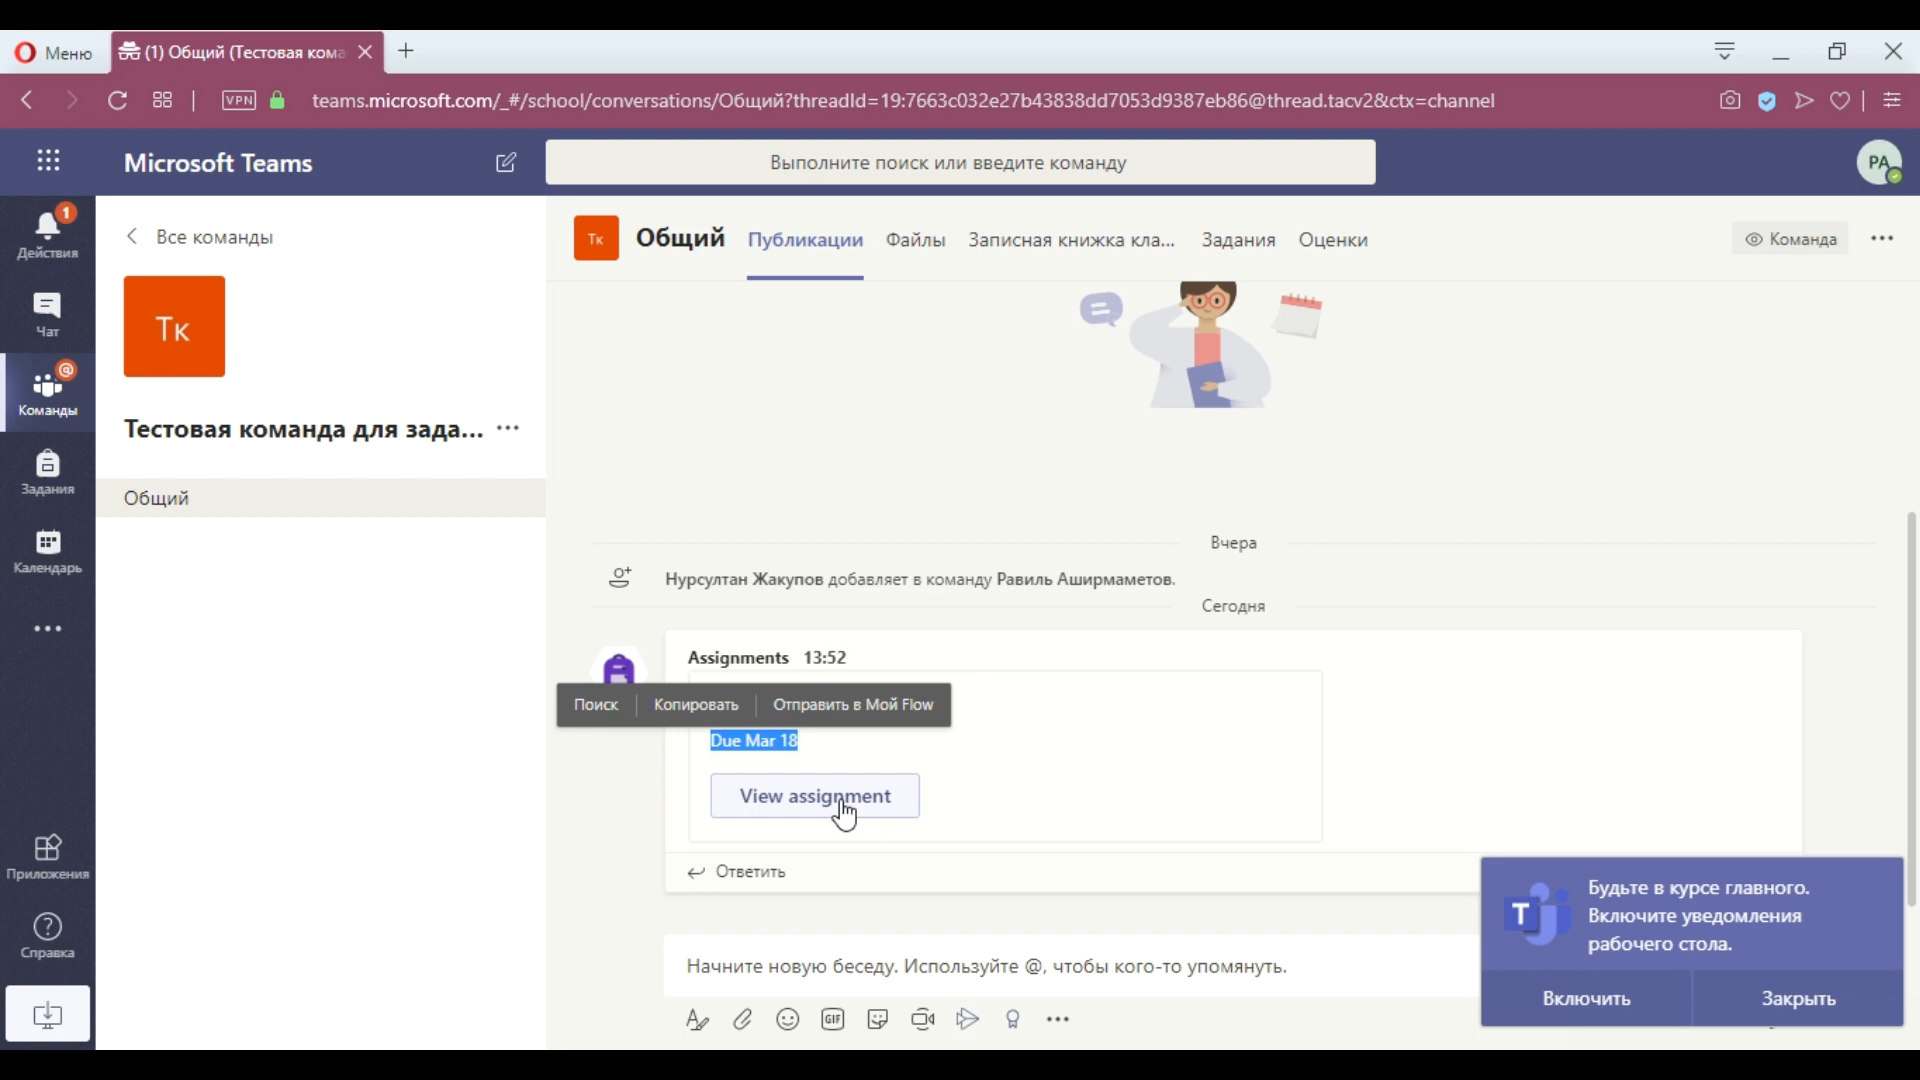 Меню
(1) Общий (Тестовая кома
VPN
teams.microsoft.com/_#/school/conversations/Общий?threadId=19:7663c032e27b43838dd7053d9387eb86@thread.tacv2&ctx=channel
Microsoft Teams
Выполните поиск или введите команду
PA
1
Действия
Чат
@
Команды
Задания
Календарь
Приложения
Справка
Все команды
Тк
Тестовая команда для зада...
Общий
Тк
Общий
Публикации
Файлы
Записная книжка кла...
Задания
Оценки
Команда
Вчера
Нурсултан Жакупов добавляет в команду Равиль Аширмаметов.
Сегодня
Assignments 13:52
Поиск
Копировать
Отправить в Мой Flow
Due Mar 18
View assignment
Ответить
Начните новую беседу. Используйте @, чтобы кого-то упомянуть.
GIF
T
Будьте в курсе главного.
Включите уведомления
рабочего стола.
Включить
Закрыть